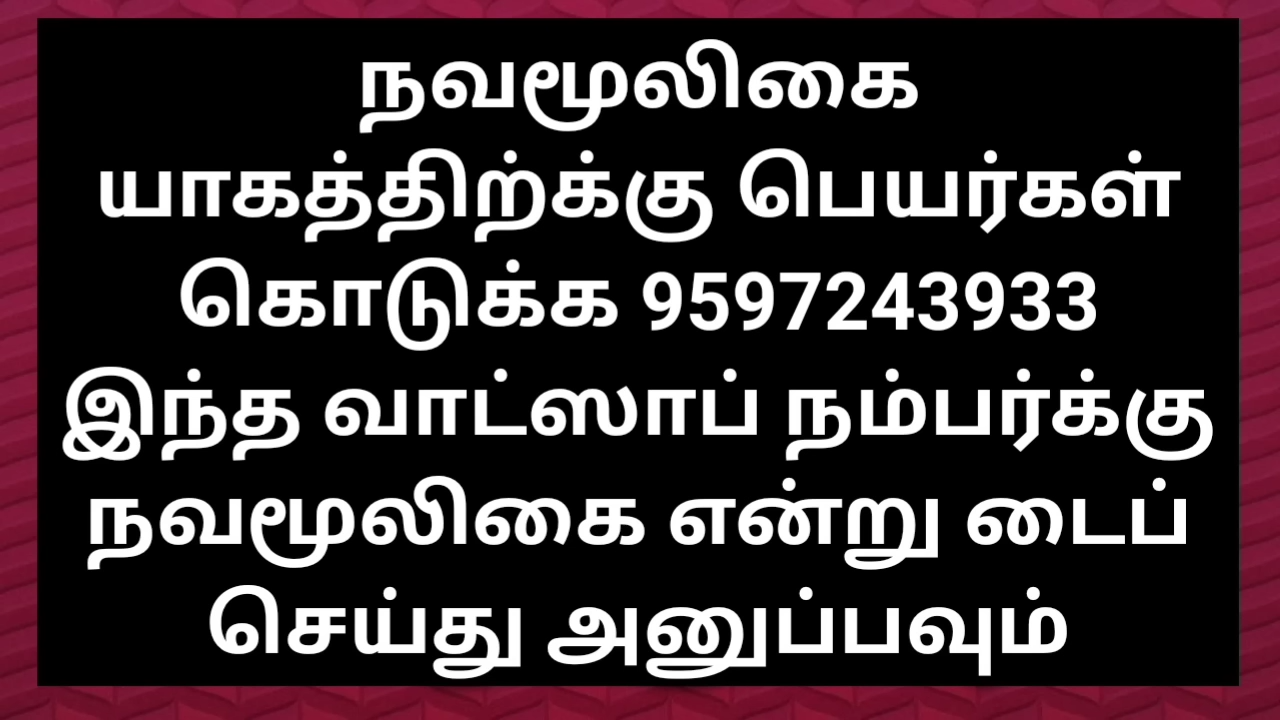 நவமூலிகை
யாகத்திற்க்கு பெயர்கள்
கொடுக்க 9597243933
இந்த வாட்ஸாப் நம்பர்க்கு
நவமூலிகை என்று டைப்
செய்து அனுப்பவும்